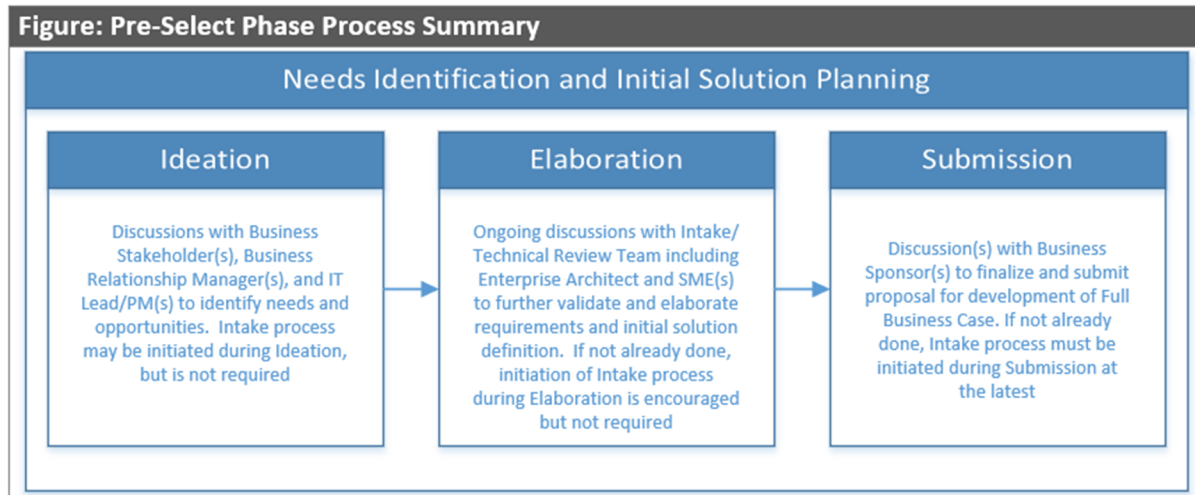 Figure: Pre-Select Phase Process Summary
Needs Identification and Initial Solution Planning
Ideation
Discussions with Business
Stakeholder(s), Business
Relationship Manager(s), and IT
Lead/PM(s) to identify needs and
opportunities.  Intake process
may be initiated during Ideation,
but is not required
Elaboration
Ongoing discussions with Intake/
Technical Review Team including
Enterprise Architect and SME(s)
to further validate and elaborate
requirements and initial solution
definition.  If not already done,
initiation of Intake process
during Elaboration is encouraged
but not required
Submission
Discussion(s) with Business
Sponsor(s) to finalize and submit
proposal for development of Full
Business Case. If not already
done, Intake process must be
initiated during Submission at
the latest